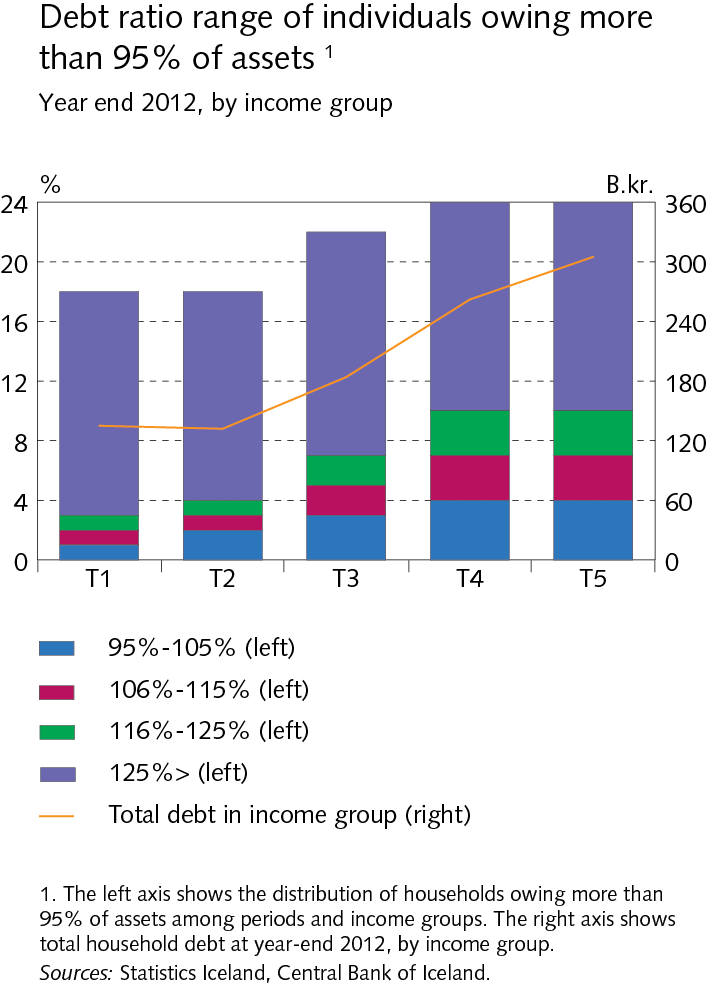 Debt ratio range of individuals owing more
than 95% of assets ¹
Year end 2012, by income group
% B.kr.
24 360
20 300
16 240
12 180
8 120
4 60
0 0
T1 T2 T3 T4 T5
95%-105% (left)
106%-115% (left)
116%-125% (left)
125%> (left)
Total debt in income group (right)
1. The left axis shows the distribution of households owing more than
95% of assets among periods and income groups. The right axis shows
total household debt at year-end 2012, by income group.
Sources: Statistics Iceland, Central Bank of Iceland.